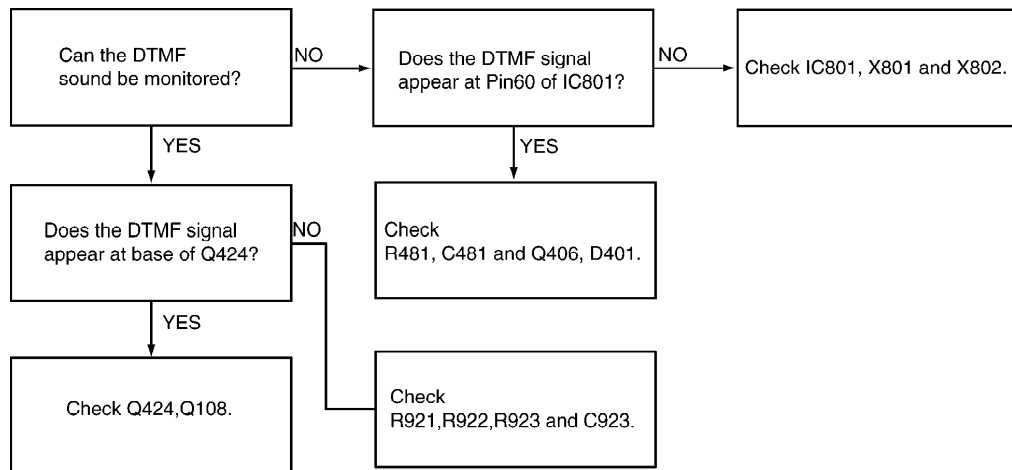 Can the DTMF
sound be monitored?
NO
Does the DTMF signal
appear at Pin60 of IC801?
NO
Check IC801, X801 and X802.
YES
YES
Does the DTMF signal
appear at base of Q424?
NO
Check
R481, C481 and Q406, D401.
YES
Check Q424,Q108.
Check
R921,R922,R923 and C923.